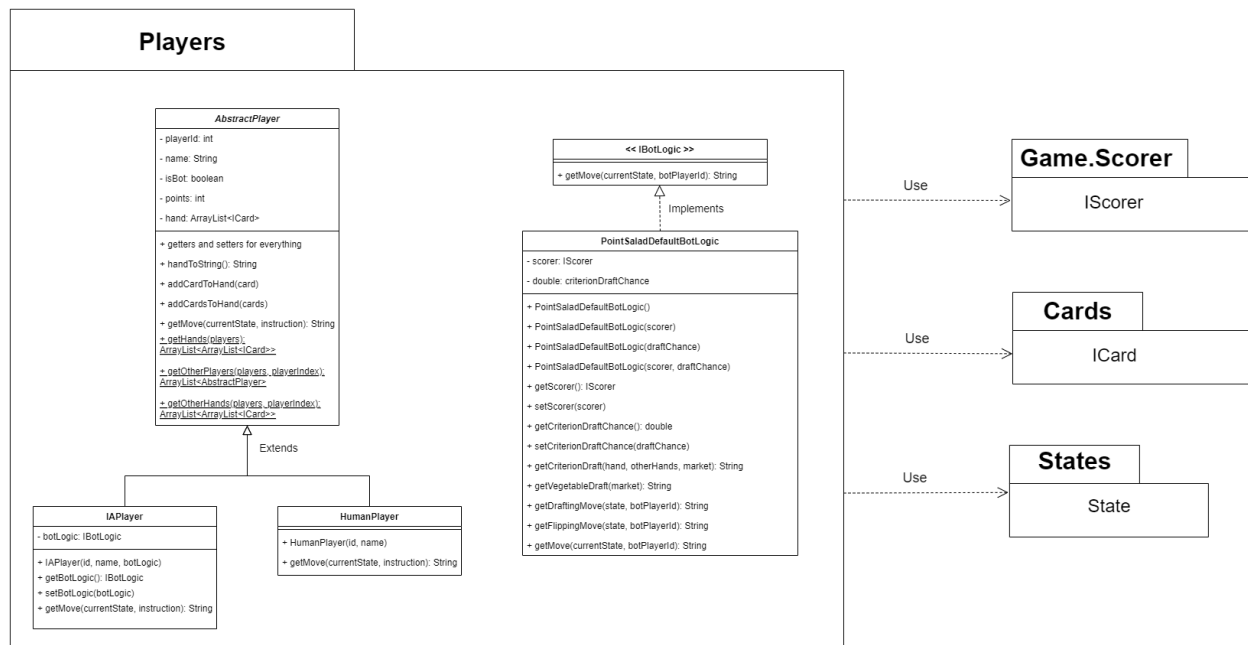 Players
AbstractPlayer
- playerId: int
- name: String
- isBot: boolean
- points: int
- hand: ArrayList<ICard>
+ getters and setters for everything
+ handToString(): String
+ addCardToHand(card)
+ addCardsToHand(cards)
+ getMove(currentState, instruction): String
+ getHands(players):
ArrayList<ArrayList<ICard>>
+ getOtherPlayers(players, playerIndex):
ArrayList<AbstractPlayer>
+ getOtherHands(players, playerIndex):
ArrayList<ArrayList<ICard>>
Extends
IAPlayer
- botLogic: IBotLogic
+ IAPlayer(id, name, botLogic)
+ getBotLogic(): IBotLogic
+ setBotLogic(botLogic)
+ getMove(currentState, instruction): String
HumanPlayer
+ HumanPlayer(id, name)
+ getMove(currentState, instruction): String
<< IBotLogic >>
+ getMove(currentState, botPlayerId): String
Implements
PointSaladDefaultBotLogic
- scorer: IScorer
- double: criterionDraftChance
+ PointSaladDefaultBotLogic()
+ PointSaladDefaultBotLogic(scorer)
+ PointSaladDefaultBotLogic(draftChance)
+ PointSaladDefaultBotLogic(scorer, draftChance)
+ getScorer(): IScorer
+ setScorer(scorer)
+ getCriterionDraftChance(): double
+ setCriterionDraftChance(draftChance)
+ getCriterionDraft(hand, otherHands, market): String
+ getVegetableDraft(market): String
+ getDraftingMove(state, botPlayerId): String
+ getFlippingMove(state, botPlayerId): String
+ getMove(currentState, botPlayerId): String
Use
Game.Scorer
IScorer
Use
Cards
ICard
Use
States
State